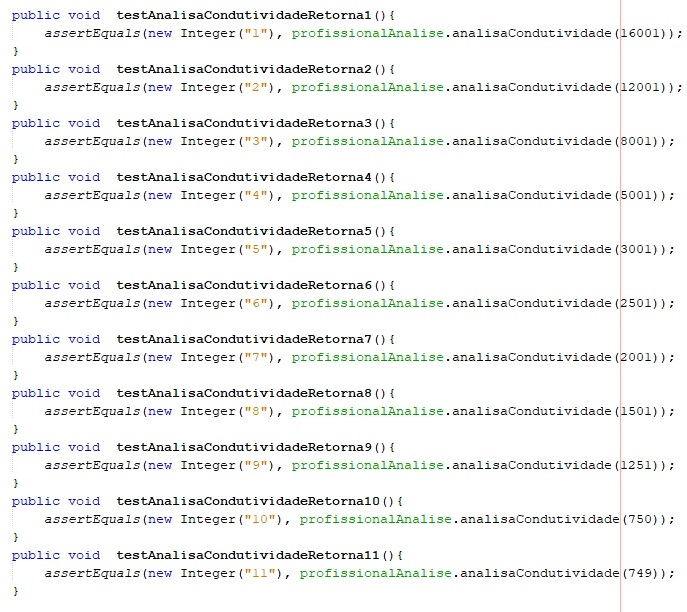 public void  testAnalisaCondutividadeRetorna1(){
    assertEquals(new Integer("1"), profissionalAnalise.analisaCondutividade(16001));
}
public void  testAnalisaCondutividadeRetorna2(){
    assertEquals(new Integer("2"), profissionalAnalise.analisaCondutividade(12001));
}
public void  testAnalisaCondutividadeRetorna3(){
    assertEquals(new Integer("3"), profissionalAnalise.analisaCondutividade(8001));
}
public void  testAnalisaCondutividadeRetorna4(){
    assertEquals(new Integer("4"), profissionalAnalise.analisaCondutividade(5001));
}
public void  testAnalisaCondutividadeRetorna5(){
    assertEquals(new Integer("5"), profissionalAnalise.analisaCondutividade(3001));
}
public void  testAnalisaCondutividadeRetorna6(){
    assertEquals(new Integer("6"), profissionalAnalise.analisaCondutividade(2501));
}
public void  testAnalisaCondutividadeRetorna7(){
    assertEquals(new Integer("7"), profissionalAnalise.analisaCondutividade(2001));
}
public void  testAnalisaCondutividadeRetorna8(){
    assertEquals(new Integer("8"), profissionalAnalise.analisaCondutividade(1501));
}
public void  testAnalisaCondutividadeRetorna9(){
    assertEquals(new Integer("9"), profissionalAnalise.analisaCondutividade(1251));
}
public void  testAnalisaCondutividadeRetorna10(){
    assertEquals(new Integer("10"), profissionalAnalise.analisaCondutividade(750));
}
public void  testAnalisaCondutividadeRetorna11(){
    assertEquals(new Integer("11"), profissionalAnalise.analisaCondutividade(749));
}